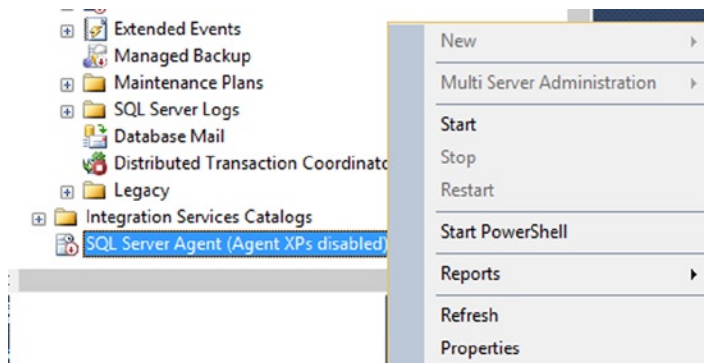 Extended Events
Managed Backup
Maintenance Plans
SQL Server Logs
Database Mail
Distributed Transaction Coordinato
Legacy
Integration Services Catalogs
SQL Server Agent (Agent XPs disabled)
New
Multi Server Administration
Start
Stop
Restart
Start PowerShell
Reports
Refresh
Properties